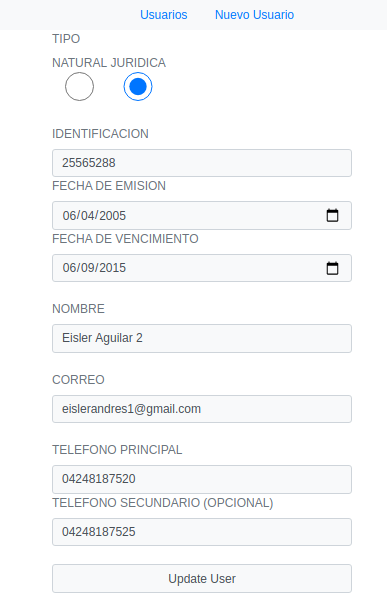 Usuarios Nuevo Usuario
TIPO
NATURAL JURIDICA
IDENTIFICACION
25565288
FECHA DE EMISION
06/04/2005
FECHA DE VENCIMIENTO
06/09/2015
NOMBRE
Eisler Aguilar 2
CORREO
eislerandres1@gmail.com
TELEFONO PRINCIPAL
04248187520
TELEFONO SECUNDARIO (OPCIONAL)
04248187525
Update User